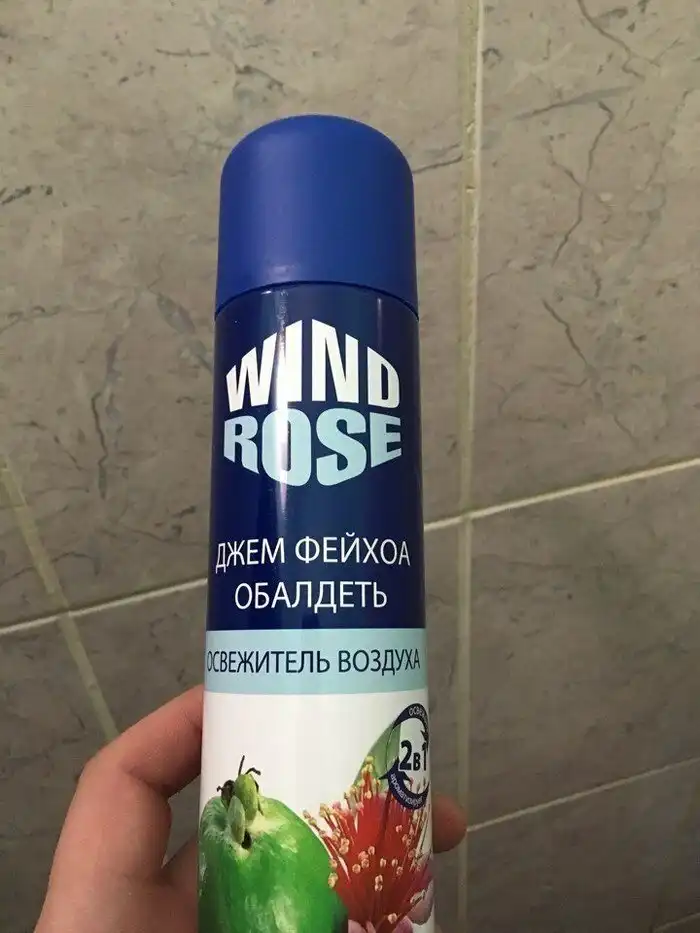 WIND
ROSE
ДЖЕМ ФЕЙХОА
ОБАЛДЕТЬ
ОСВЕЖИТЕЛЬ ВОЗДУХА
2в1